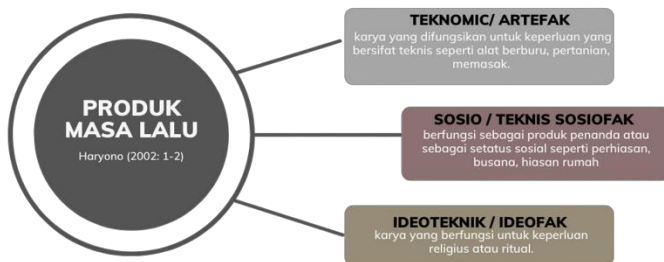 PRODUK
MASA LALU
Haryono (2002: 1-2)
TEKNOMIC/ ARTEFAK
karya yang difungsikan untuk keperluan yang
bersifat teknis seperti alat berburu, pertanian,
memasak.
SOSIO / TEKNIS SOSIOFAK
berfungsi sebagai produk penanda atau
sebagai setatus sosial seperti perhiasan,
busana, hiasan rumah
IDEOTEKNIK / IDEOFAK
karya yang berfungsi untuk keperluan
religius atau ritual.